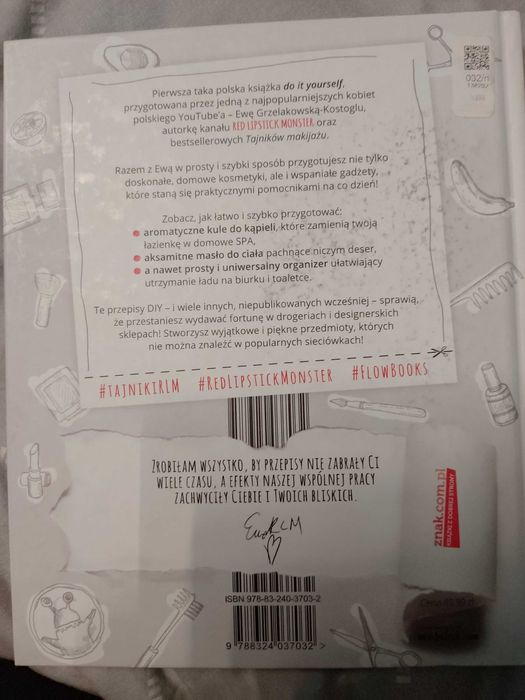 032/n
Pierwsza taka polska książka do it yourself,
przygotowana przez jedną z najpopularniejszych kobiet
polskiego YouTube'a – Ewę Grzelakowską-Kostoglu,
autorkę kanału RED LIPSTICK MONSTER oraz
bestsellerowych Tajników makijażu.
Razem z Ewą w prosty i szybki sposób przygotujesz nie tylko
doskonałe, domowe kosmetyki, ale i wspaniałe gadżety,
które staną się praktycznymi pomocnikami na co dzień!
Zobacz, jak łatwo i szybko przygotować:
aromatyczne kule do kąpieli, które zamienią twoją
łazienkę w domowe SPA,
aksamitne masło do ciała pachnące niczym deser,
a nawet prosty i uniwersalny organizer ułatwiający
utrzymanie ładu na biurku i toaletce.
Te przepisy DIY – i wiele innych, niepublikowanych wcześniej – sprawią,
że przestaniesz wydawać fortunę w drogeriach i designerskich
sklepach! Stworzysz wyjątkowe i piękne przedmioty, których
nie można znaleźć w popularnych sieciówkach!
#TAJNIKIRLM #REDLIPSTICKMONSTER #FLOWBOOKS
ZROBIŁAM WSZYSTKO, BY PRZEPISY NIE ZABRAŁY CI
WIELE CZASU, A EFEKTY NASZEJ WSPÓLNEJ PRACY
ZACHWYCIŁY CIEBIE I TWOICH BLISKICH.
znak.com.pl
KSIĄŻKI Z DOBREJ STRONY
ISBN 978-83-240-3703-2
9 788324 037032 >